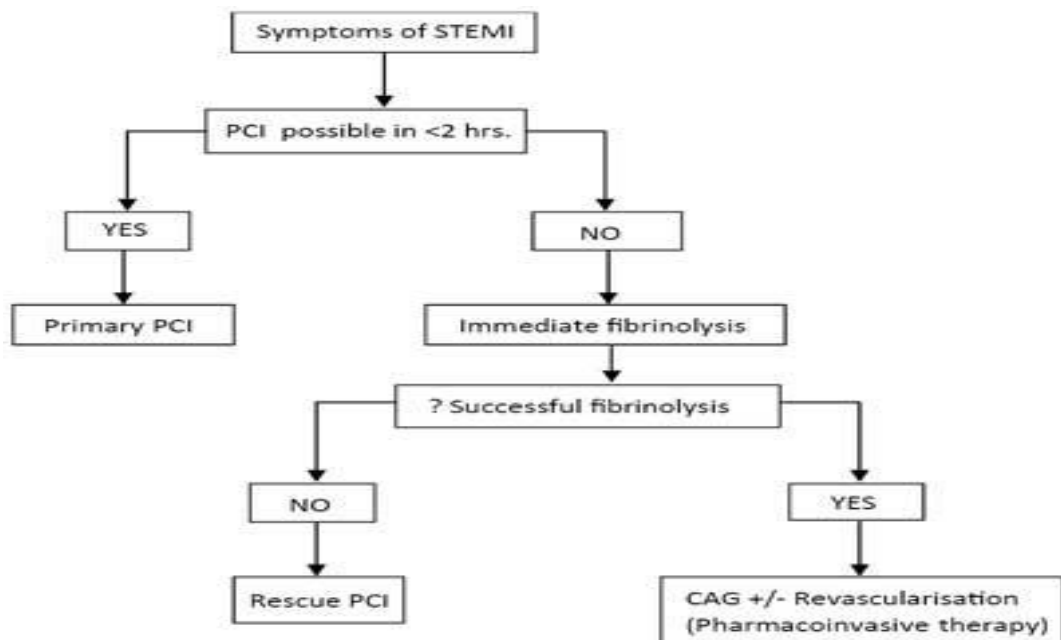 Symptoms of STEMI
PCI possible in <2 hrs.
YES
NO
Primary PCI
Immediate fibrinolysis
? Successful fibrinolysis
NO
YES
Rescue PCI
CAG +/- Revascularisation
(Pharmacoinvasive therapy)